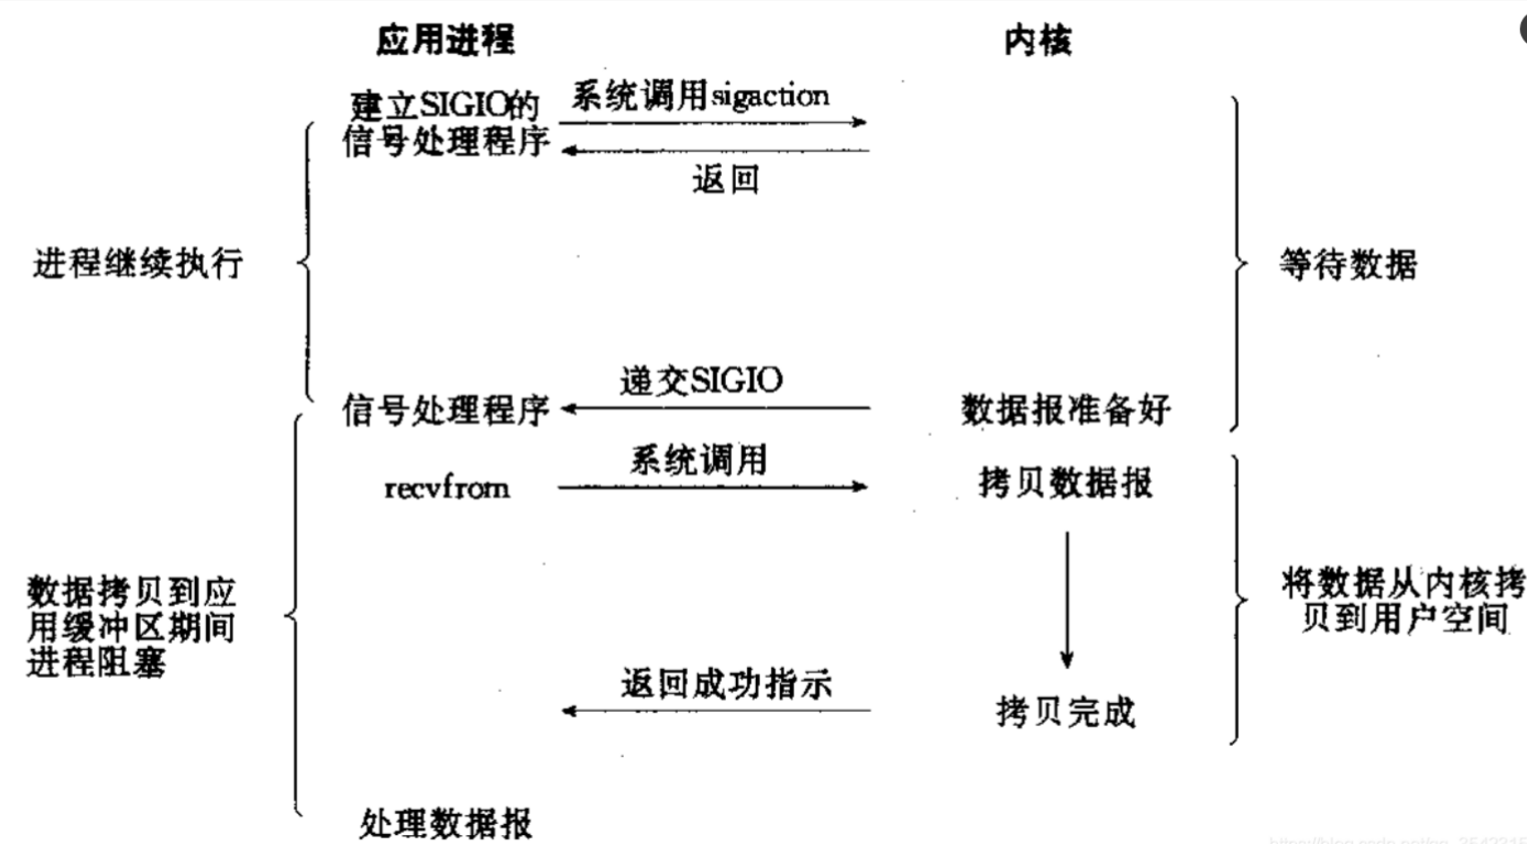 应用进程
内核
建立SIGIO的
信号处理程序
系统调用sigaction
返回
进程继续执行
等待数据
递交SIGIO
信号处理程序
数据报准备好
系统调用
recvfrom
拷贝数据报
数据拷贝到应
用缓冲区期间
进程阻塞
将数据从内核拷
贝到用户空间
返回成功指示
拷贝完成
处理数据报